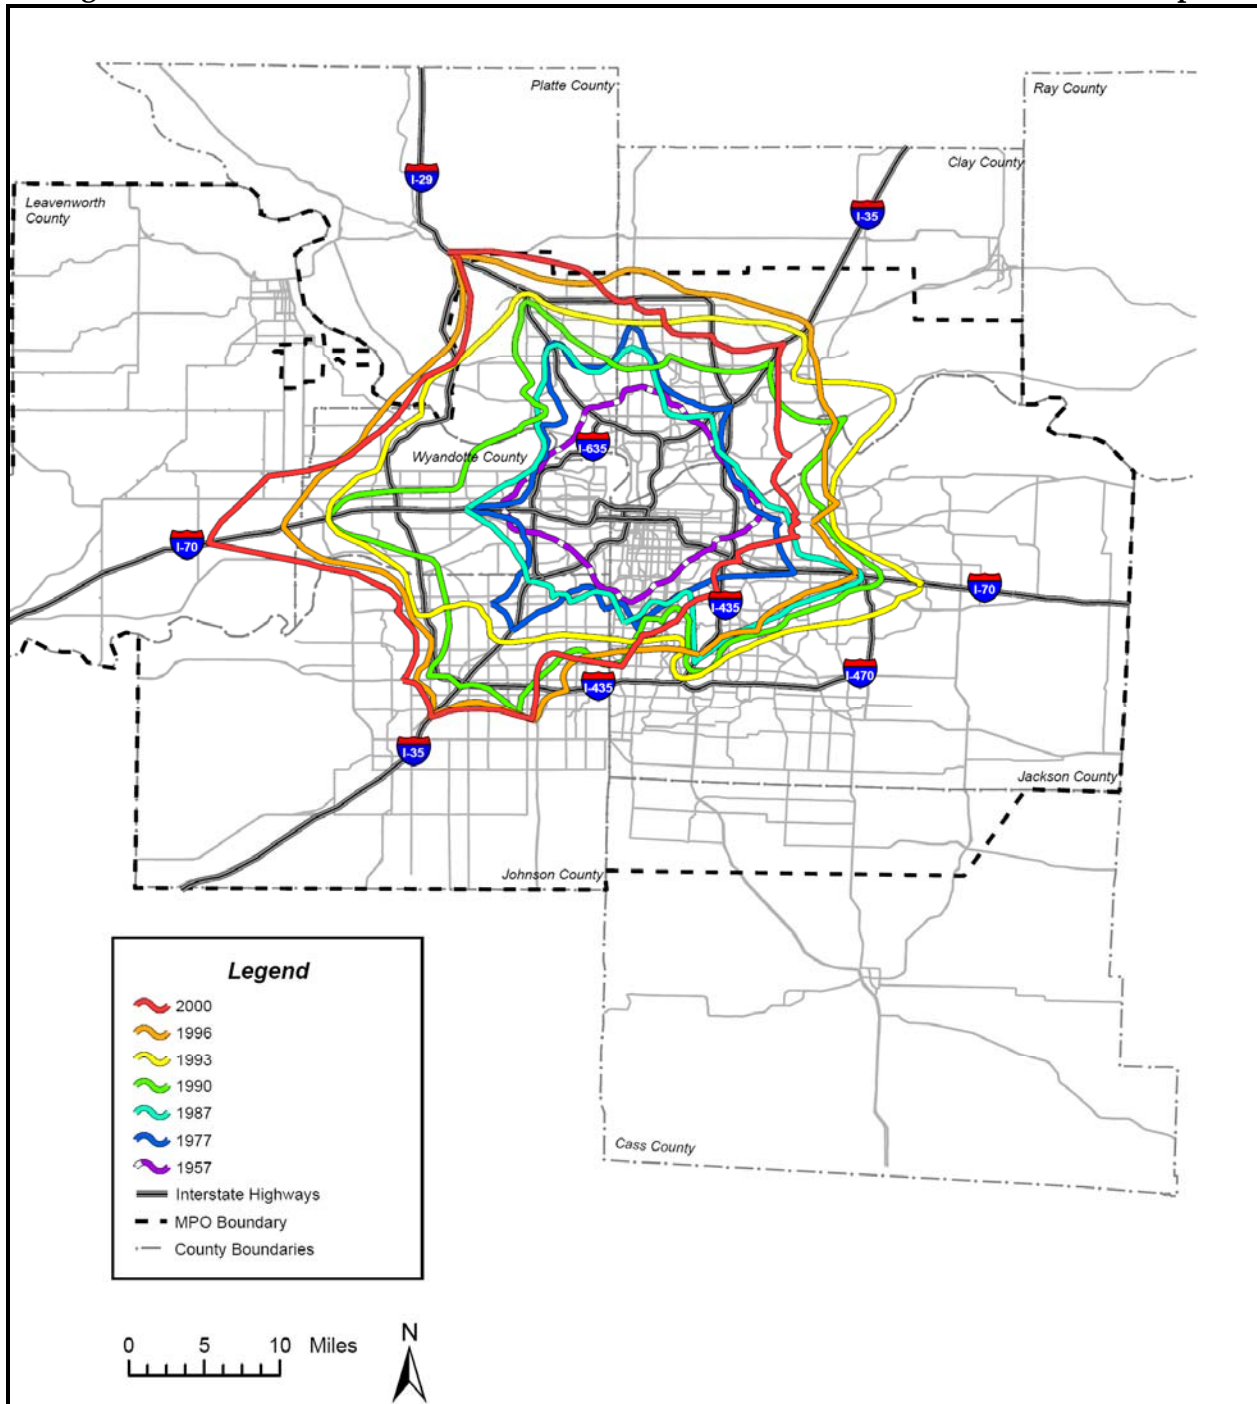 Platte County
Ray County
Clay County
I-29
Leavenworth
County
I-35
Wyandotte County
I-635
I-70
I-435
I-70
I-435
I-470
I-35
Jackson County
Johnson County
Legend
2000
1996
1993
1990
1987
1977
1957
Interstate Highways
MPO Boundary
County Boundaries
Cass County
0 5 10 Miles
N